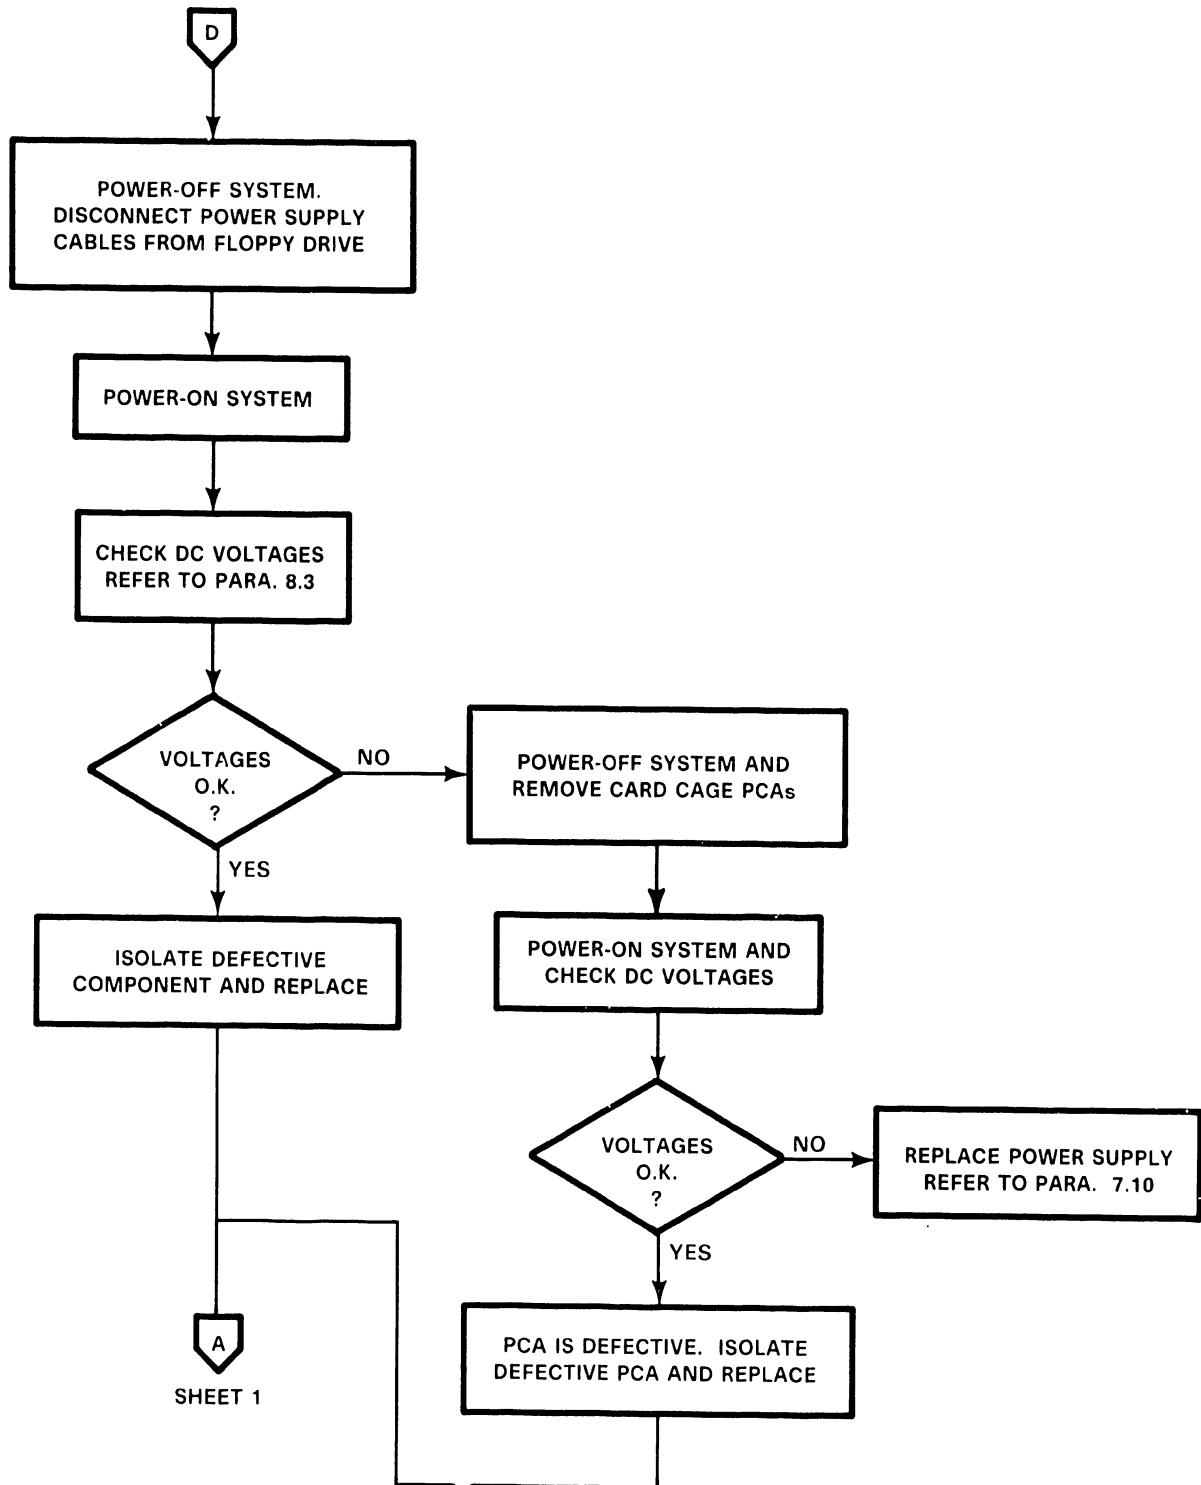 D
POWER-OFF SYSTEM.
DISCONNECT POWER SUPPLY
CABLES FROM FLOPPY DRIVE
POWER-ON SYSTEM
CHECK DC VOLTAGES
REFER TO PARA. 8.3
VOLTAGES
O.K.
?
NO
YES
POWER-OFF SYSTEM AND
REMOVE CARD CAGE PCAs
ISOLATE DEFECTIVE
COMPONENT AND REPLACE
POWER-ON SYSTEM AND
CHECK DC VOLTAGES
VOLTAGES
O.K.
?
NO
YES
REPLACE POWER SUPPLY
REFER TO PARA. 7.10
PCA IS DEFECTIVE. ISOLATE
DEFECTIVE PCA AND REPLACE
A
SHEET 1